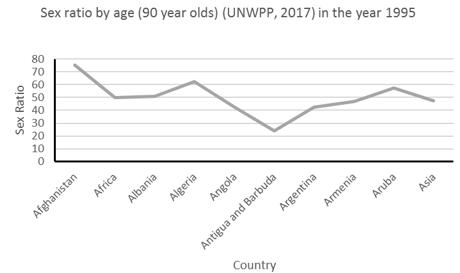 Sex ratio by age (90 year olds) (UNWPP, 2017) in the year 1995
80
70
60
50
40
30
20
10
0
Sex Ratio
Afghanistan
Africa
Albania
Algeria
Angola
Antigua and Barbuda
Argentina
Armenia
Aruba
Asia
Country